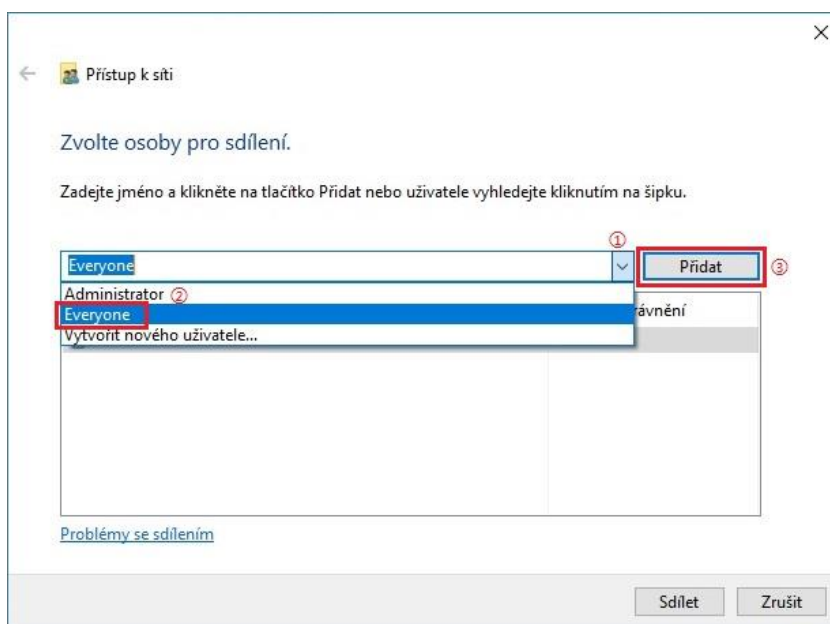 Přístup k síti
Zvolte osoby pro sdílení.
Zadejte jméno a klikněte na tlačítko Přidat nebo uživatele vyhledejte kliknutím na šipku.
①
Everyone Přidat ③
Administrator ②
Everyone
Vytvořit nového uživatele...
Problémy se sdílením
Sdílet Zrušit